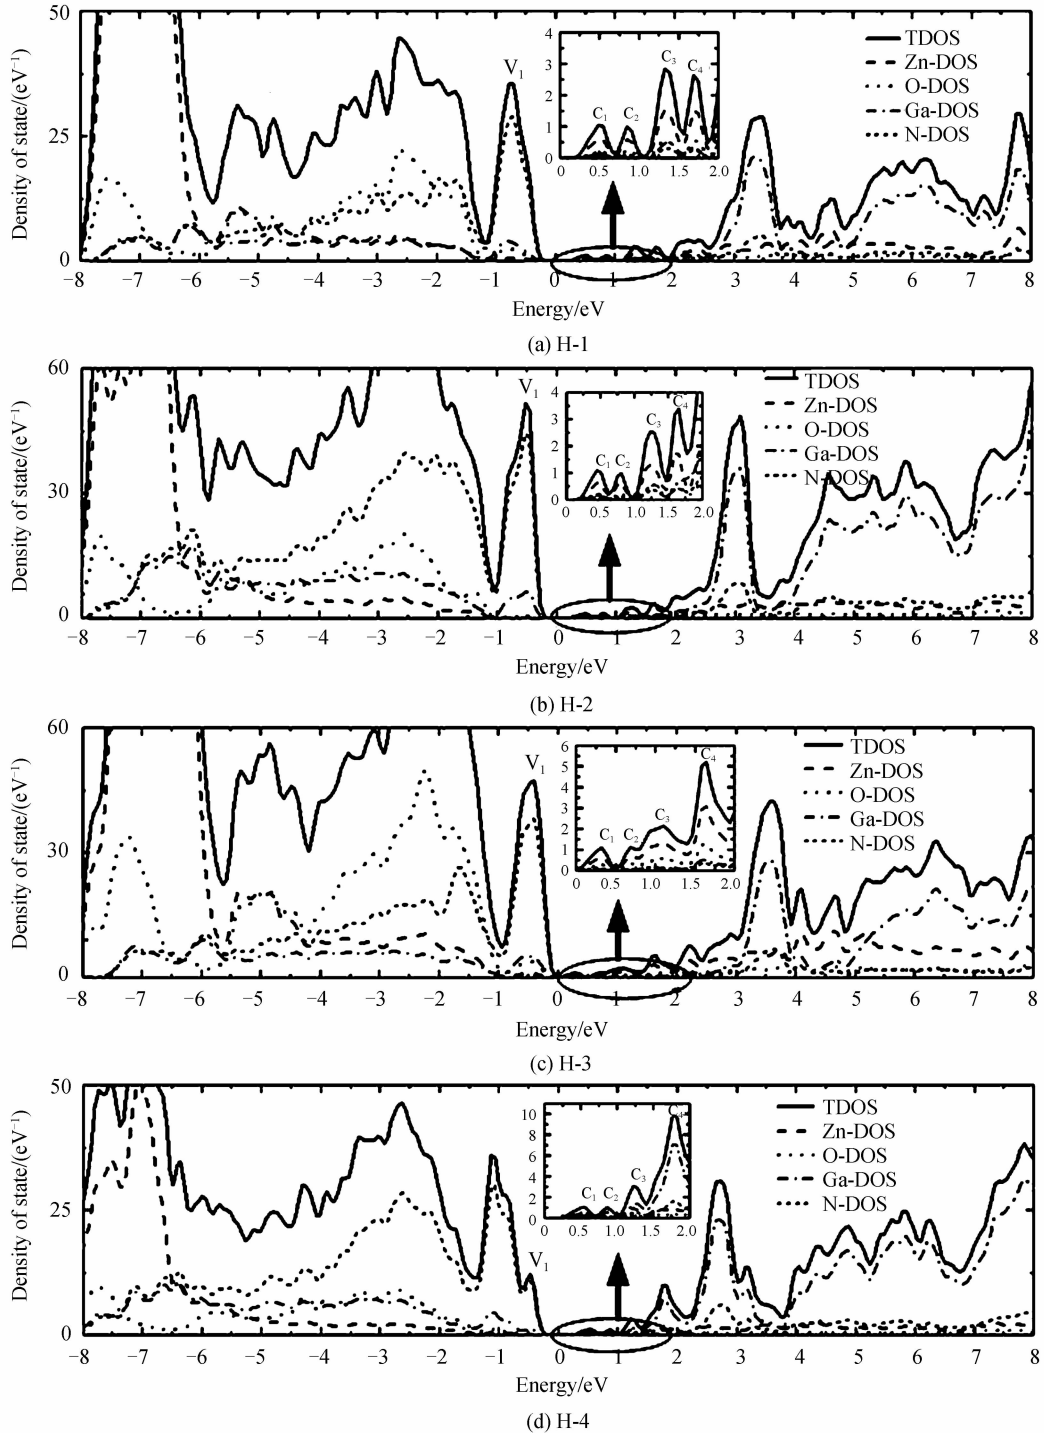 50
25
0
Density of state/(eV⁻¹)
V₁
4
3
2
1
0
C₁
C₂
C₃
C₄
0 0.5 1.0 1.5 2.0
TDOS
Zn-DOS
O-DOS
Ga-DOS
N-DOS
−8 −7 −6 −5 −4 −3 −2 −1 0 1 2 3 4 5 6 7 8
Energy/eV
(a) H-1
60
30
0
Density of state/(eV⁻¹)
V₁
4
3
2
1
0
C₁
C₂
C₃
C₄
0 0.5 1.0 1.5 2.0
TDOS
Zn-DOS
O-DOS
Ga-DOS
N-DOS
−8 −7 −6 −5 −4 −3 −2 −1 0 1 2 3 4 5 6 7 8
Energy/eV
(b) H-2
60
30
0
Density of state/(eV⁻¹)
V₁
6
5
4
3
2
1
0
C₁
C₂
C₃
C₄
0 0.5 1.0 1.5 2.0
TDOS
Zn-DOS
O-DOS
Ga-DOS
N-DOS
−8 −7 −6 −5 −4 −3 −2 −1 0 1 2 3 4 5 6 7 8
Energy/eV
(c) H-3
50
25
0
Density of state/(eV⁻¹)
V₁
10
8
6
4
2
0
C₁
C₂
C₃
C₄
0 0.5 1.0 1.5 2.0
TDOS
Zn-DOS
O-DOS
Ga-DOS
N-DOS
−8 −7 −6 −5 −4 −3 −2 −1 0 1 2 3 4 5 6 7 8
Energy/eV
(d) H-4